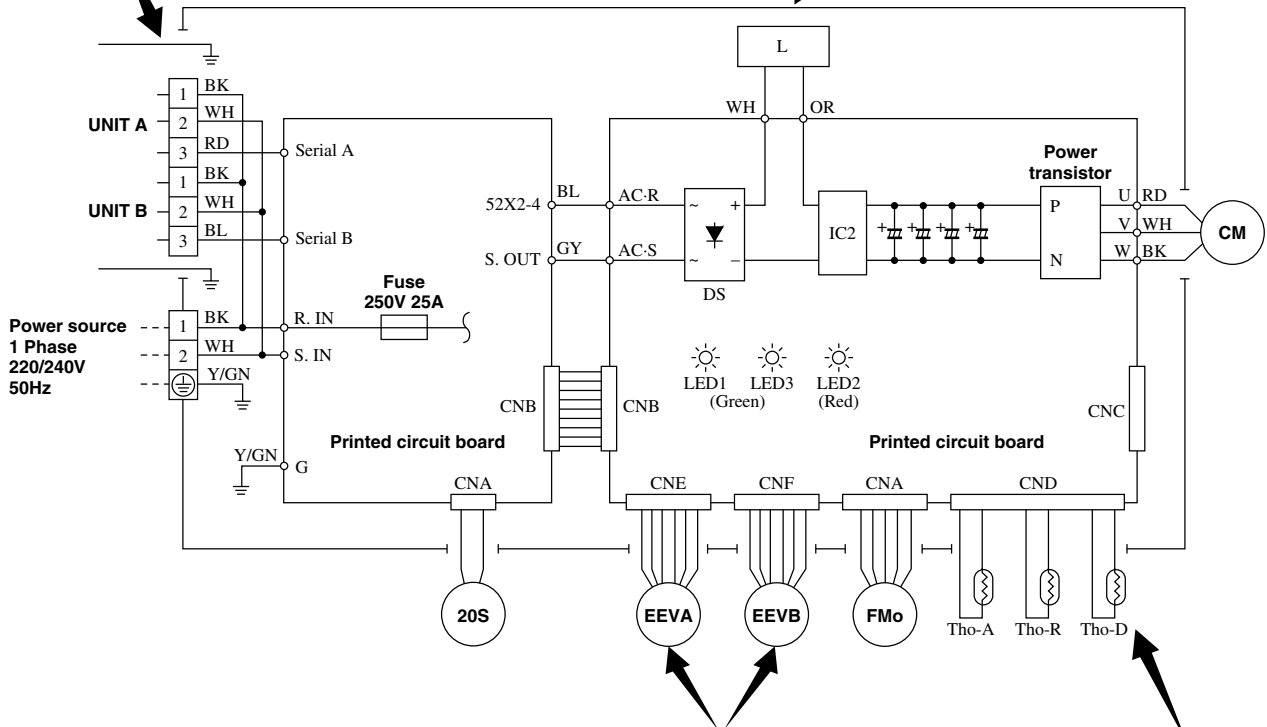 L
WH OR
UNIT A
1 BK
2 WH
3 RD
Serial A
UNIT B
1 BK
2 WH
3 BL
Serial B
52X2-4 BL AC·R
S. OUT GY AC·S
~ +
~ –
DS
IC2
+ + + +
Power
transistor
P
N
U RD
V WH
W BK
CM
Power source
1 Phase
220/240V
50Hz
1 BK
2 WH
Y/GN
R. IN
S. IN
Fuse
250V 25A
LED1 LED3 LED2
(Green) (Red)
CNB CNB
CNC
Printed circuit board
Printed circuit board
Y/GN G
CNA
CNE CNF CNA CND
20S
EEVA
EEVB
FMo
Tho-A Tho-R Tho-D